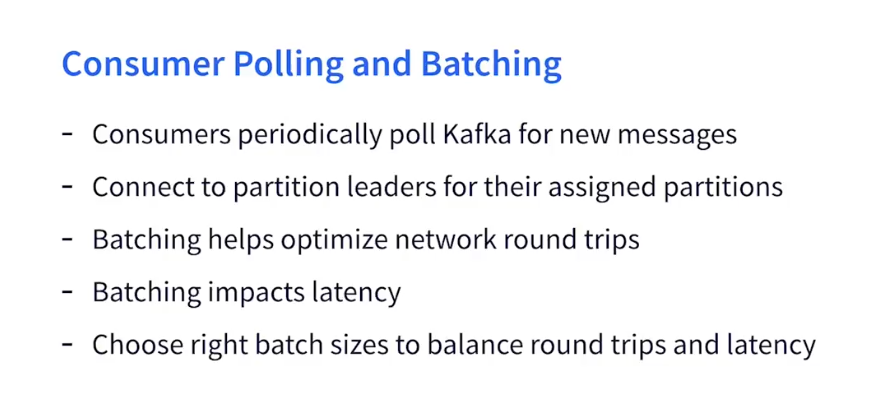 Consumer Polling and Batching
- Consumers periodically poll Kafka for new messages
- Connect to partition leaders for their assigned partitions
- Batching helps optimize network round trips
- Batching impacts latency
- Choose right batch sizes to balance round trips and latency